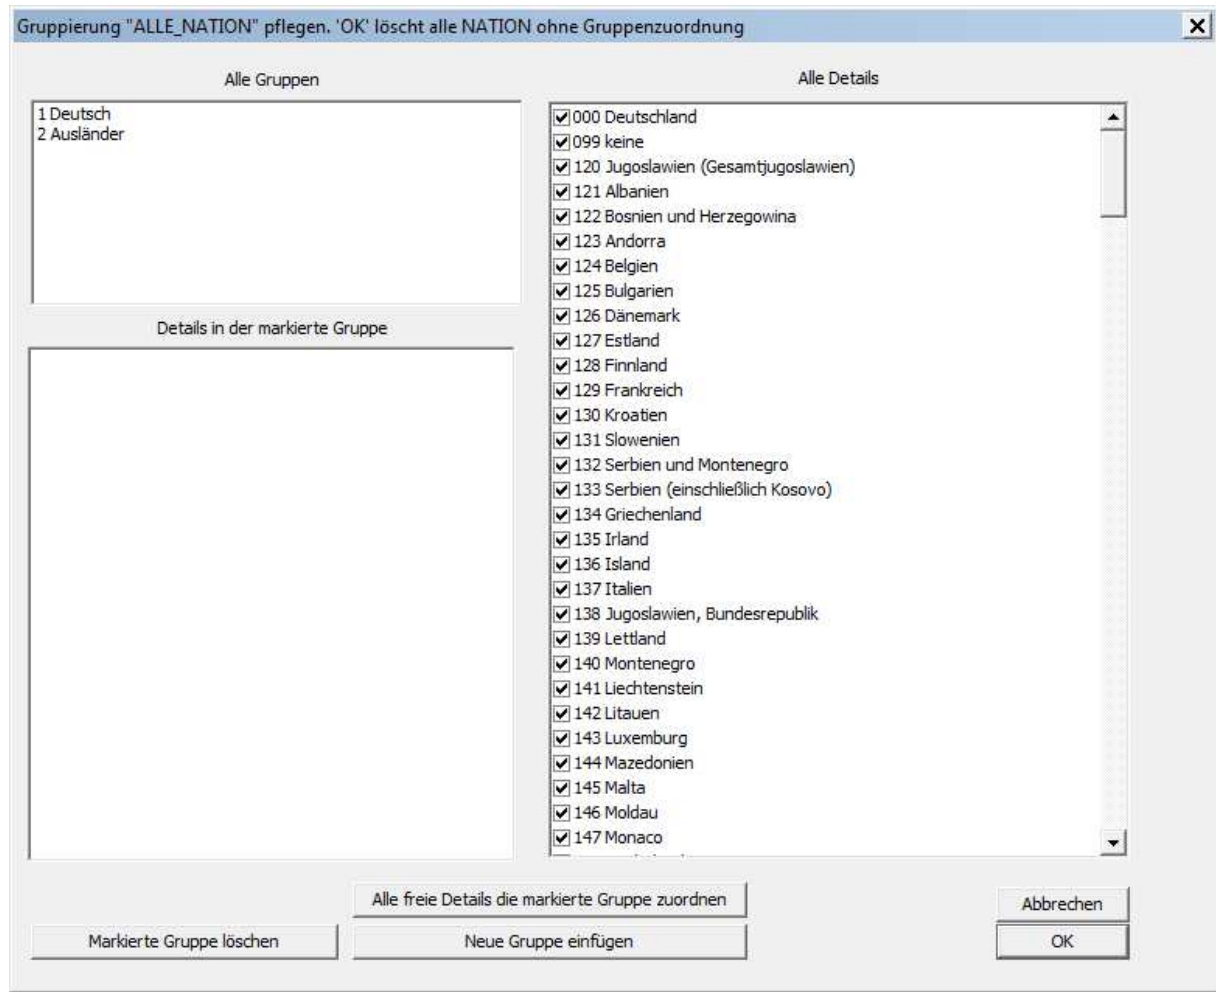 Gruppierung "ALLE_NATION" pflegen. 'OK' löscht alle NATION ohne Gruppenzuordnung
Alle Gruppen
1 Deutsch
2 Ausländer
Details in der markierte Gruppe
Alle Details
000 Deutschland
099 keine
120 Jugoslawien (Gesamtjugoslawien)
121 Albanien
122 Bosnien und Herzegowina
123 Andorra
124 Belgien
125 Bulgarien
126 Dänemark
127 Estland
128 Finnland
129 Frankreich
130 Kroatien
131 Slowenien
132 Serbien und Montenegro
133 Serbien (einschließlich Kosovo)
134 Griechenland
135 Irland
136 Island
137 Italien
138 Jugoslawien, Bundesrepublik
139 Lettland
140 Montenegro
141 Liechtenstein
142 Litauen
143 Luxemburg
144 Mazedonien
145 Malta
146 Moldau
147 Monaco
Alle freie Details die markierte Gruppe zuordnen
Abbrechen
Markierte Gruppe löschen
Neue Gruppe einfügen
OK